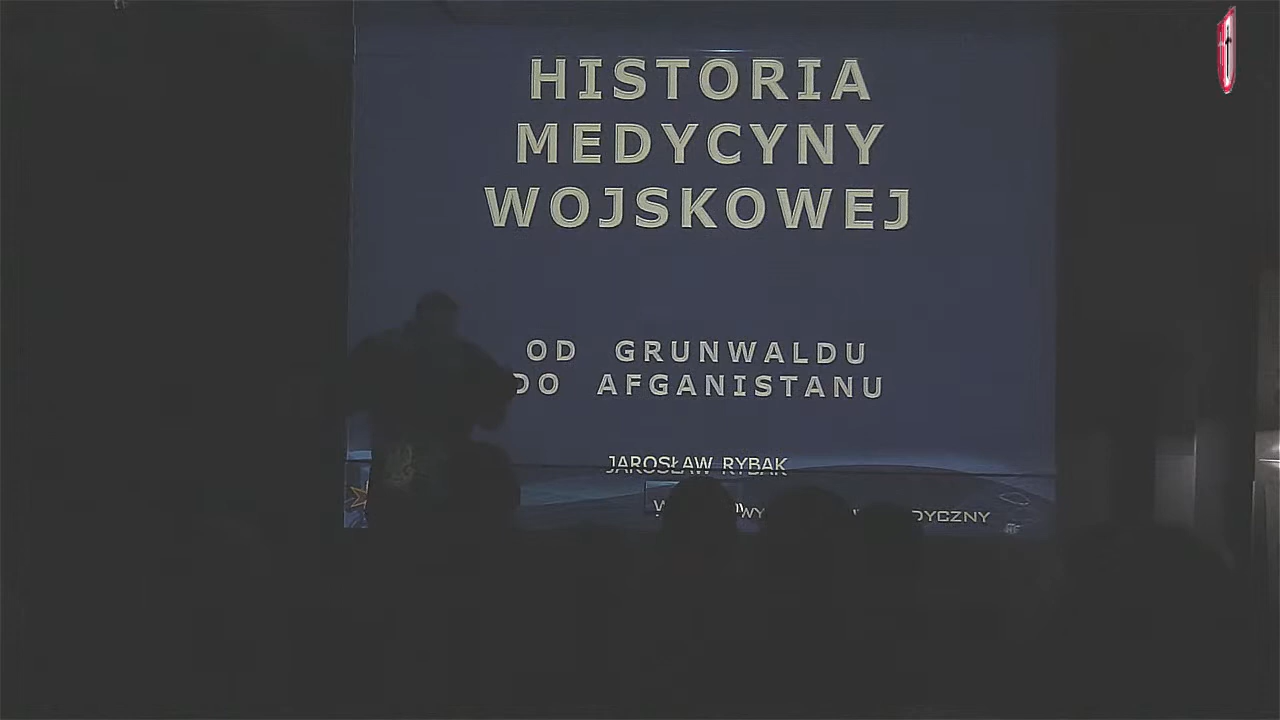 HISTORIA
MEDYCYNY
WOJSKOWEJ
OD GRUNWALDU
DO AFGANISTANU
JAROSŁAW RYBAK